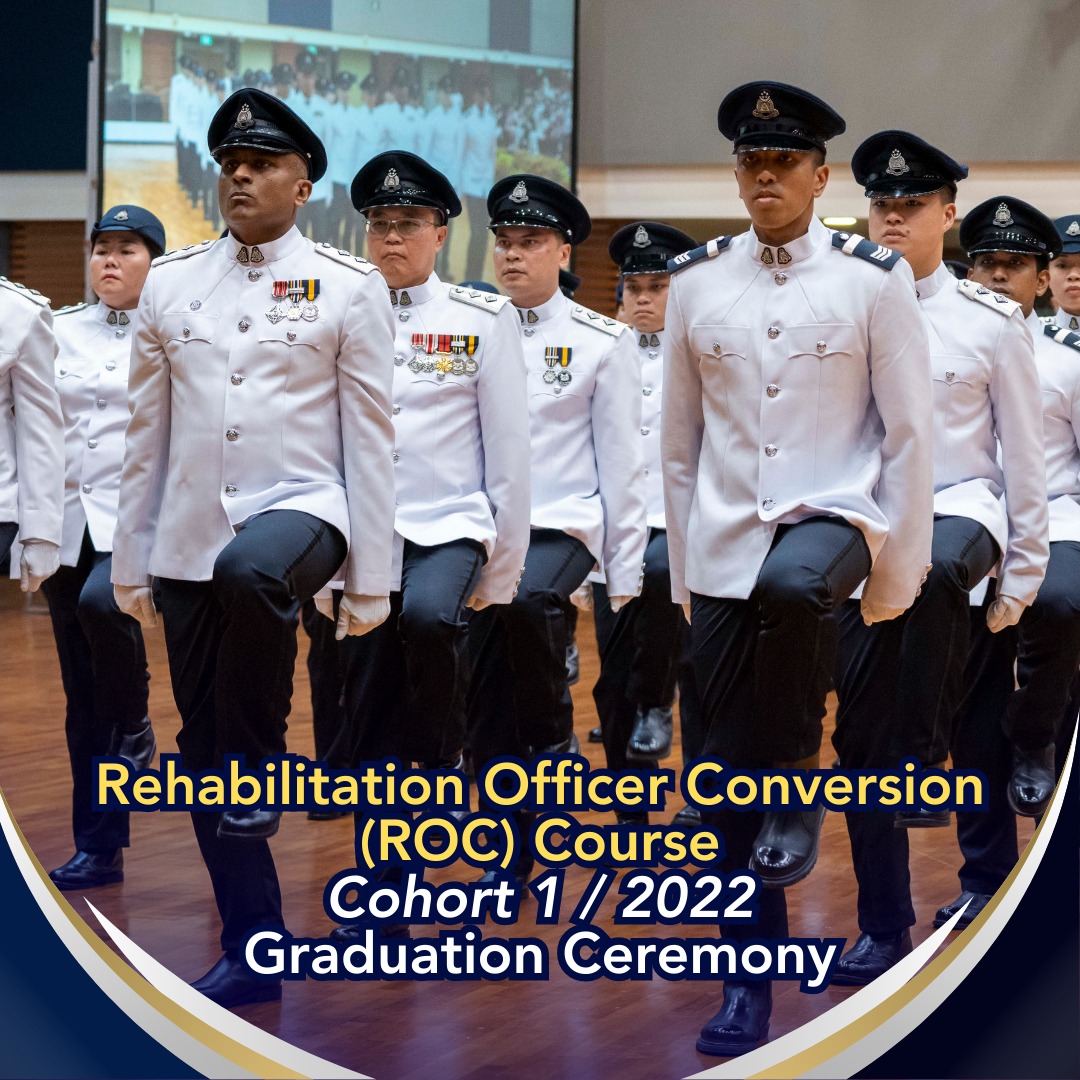 Rehabilitation Officer Conversion
(ROC) Course
Cohort 1 / 2022
Graduation Ceremony